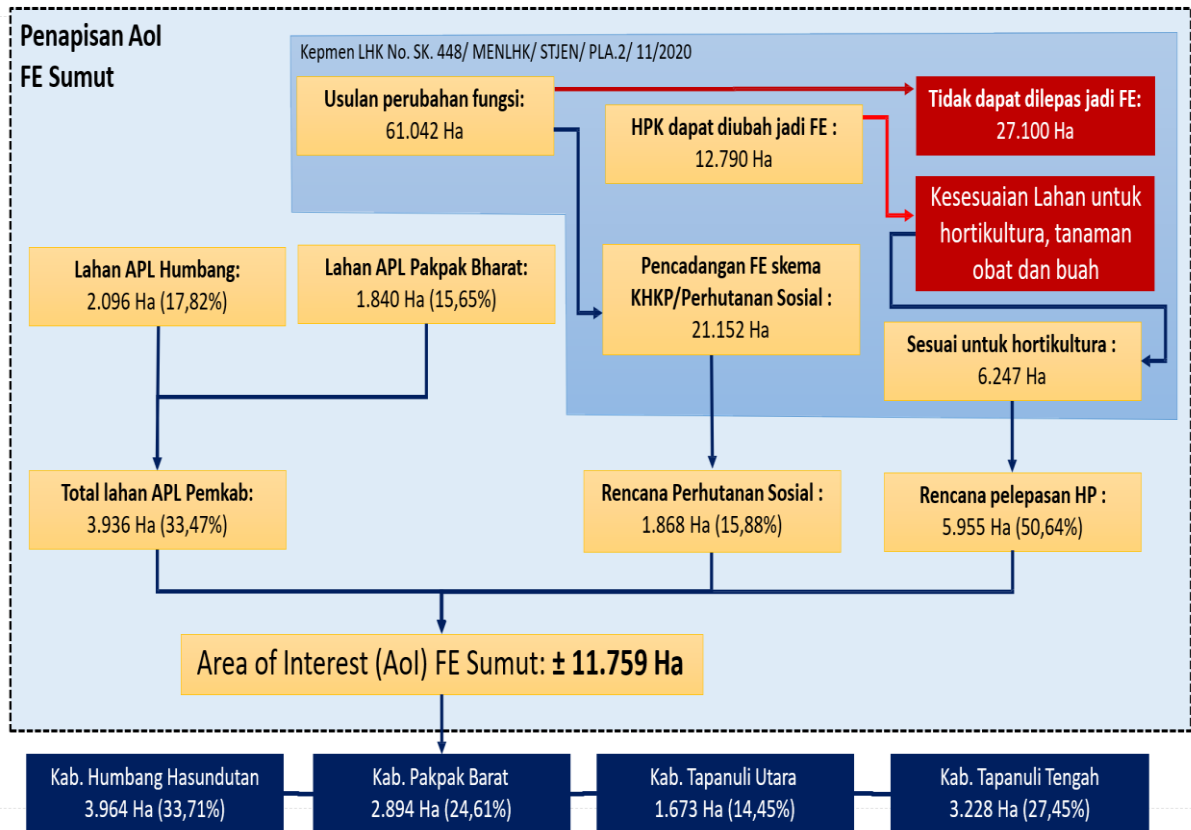 Penapisan AoI
FE Sumut
Kepmen LHK No. SK. 448/ MENLHK/ STJEN/ PLA.2/ 11/2020
Usulan perubahan fungsi:
61.042 Ha
HPK dapat diubah jadi FE :
12.790 Ha
Tidak dapat dilepas jadi FE:
27.100 Ha
Kesesuaian Lahan untuk
hortikultura, tanaman
obat dan buah
Lahan APL Humbang:
2.096 Ha (17,82%)
Lahan APL Pakpak Bharat:
1.840 Ha (15,65%)
Pencadangan FE skema
KHKP/Perhutanan Sosial :
21.152 Ha
Sesuai untuk hortikultura :
6.247 Ha
Total lahan APL Pemkab:
3.936 Ha (33,47%)
Rencana Perhutanan Sosial :
1.868 Ha (15,88%)
Rencana pelepasan HP :
5.955 Ha (50,64%)
Area of Interest (AoI) FE Sumut: ± 11.759 Ha
Kab. Humbang Hasundutan
3.964 Ha (33,71%)
Kab. Pakpak Barat
2.894 Ha (24,61%)
Kab. Tapanuli Utara
1.673 Ha (14,45%)
Kab. Tapanuli Tengah
3.228 Ha (27,45%)